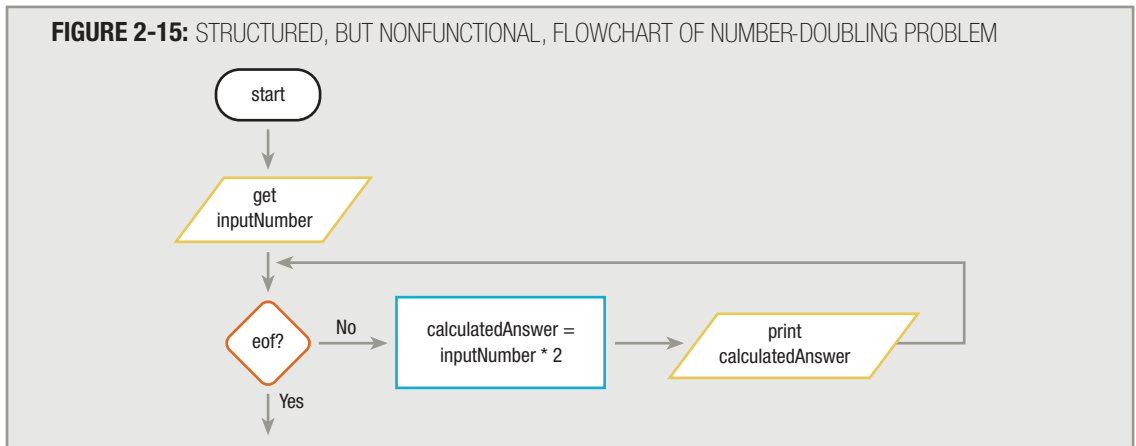 FIGURE 2-15: STRUCTURED, BUT NONFUNCTIONAL, FLOWCHART OF NUMBER-DOUBLING PROBLEM
start
get
inputNumber
eof?
No
calculatedAnswer =
inputNumber * 2
print
calculatedAnswer
Yes